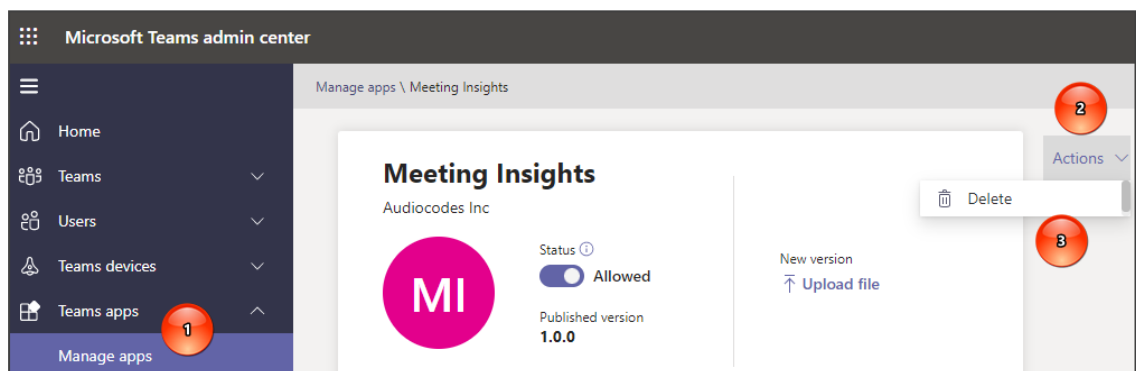 Microsoft Teams admin center
Manage apps \ Meeting Insights
2
Home
Teams
Users
Teams devices
Teams apps
1
Manage apps
Meeting Insights
Audiocodes Inc
MI
Status
Allowed
Published version
1.0.0
New version
Upload file
Actions
Delete
3